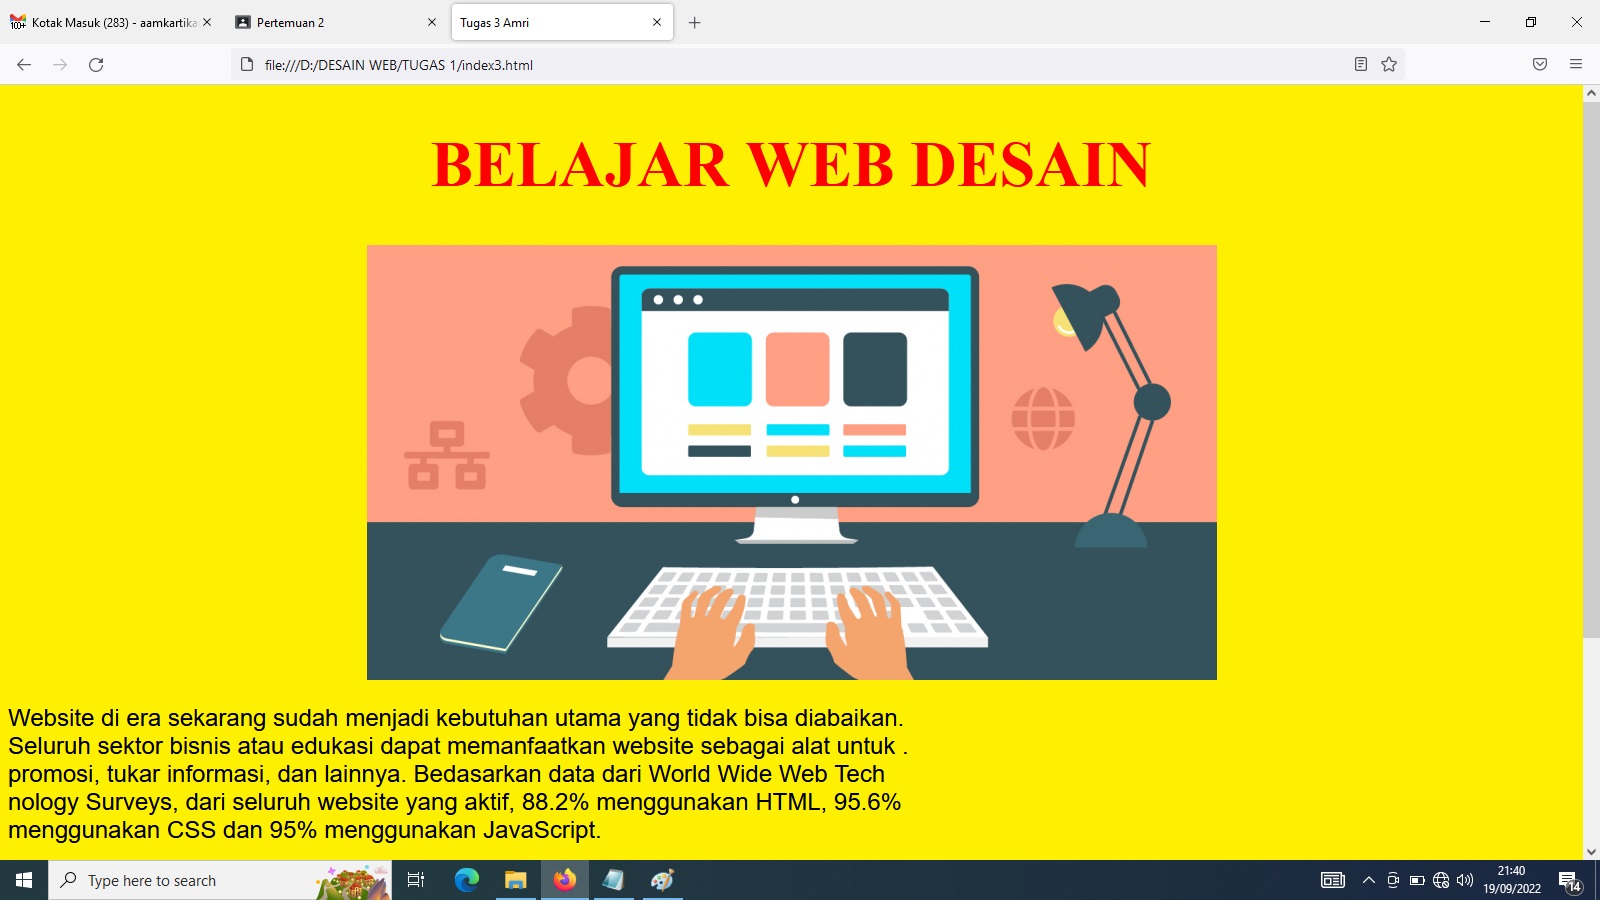 Kotak Masuk (283) - aamkartika
Pertemuan 2
Tugas 3 Amri
file:///D:/DESAIN WEB/TUGAS 1/index3.html
BELAJAR WEB DESAIN
Website di era sekarang sudah menjadi kebutuhan utama yang tidak bisa diabaikan.
Seluruh sektor bisnis atau edukasi dapat memanfaatkan website sebagai alat untuk .
promosi, tukar informasi, dan lainnya. Bedasarkan data dari World Wide Web Tech
nology Surveys, dari seluruh website yang aktif, 88.2% menggunakan HTML, 95.6%
menggunakan CSS dan 95% menggunakan JavaScript.
Type here to search
21:40
19/09/2022
14